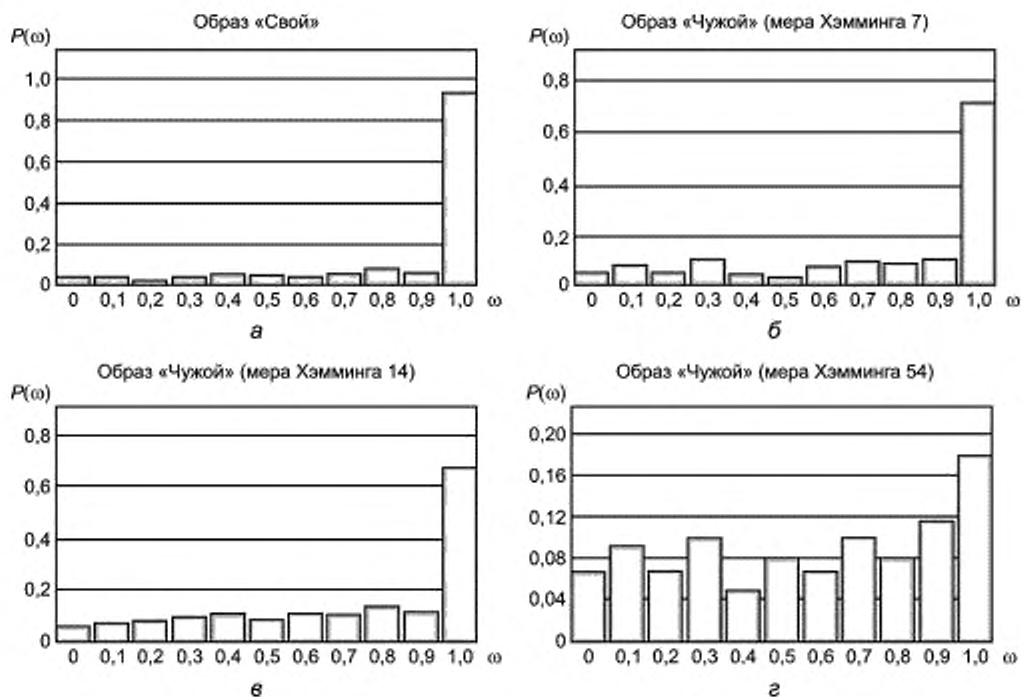 Образ «Свой»
P(ω)
1,0
0,8
0,6
0,4
0,2
0
0 0,1 0,2 0,3 0,4 0,5 0,6 0,7 0,8 0,9 1,0 ω
а
Образ «Чужой» (мера Хэмминга 7)
P(ω)
0,8
0,6
0,4
0,2
0
0 0,1 0,2 0,3 0,4 0,5 0,6 0,7 0,8 0,9 1,0 ω
б
Образ «Чужой» (мера Хэмминга 14)
P(ω)
0,8
0,6
0,4
0,2
0
0 0,1 0,2 0,3 0,4 0,5 0,6 0,7 0,8 0,9 1,0 ω
в
Образ «Чужой» (мера Хэмминга 54)
P(ω)
0,20
0,16
0,12
0,08
0,04
0
0 0,1 0,2 0,3 0,4 0,5 0,6 0,7 0,8 0,9 1,0 ω
г